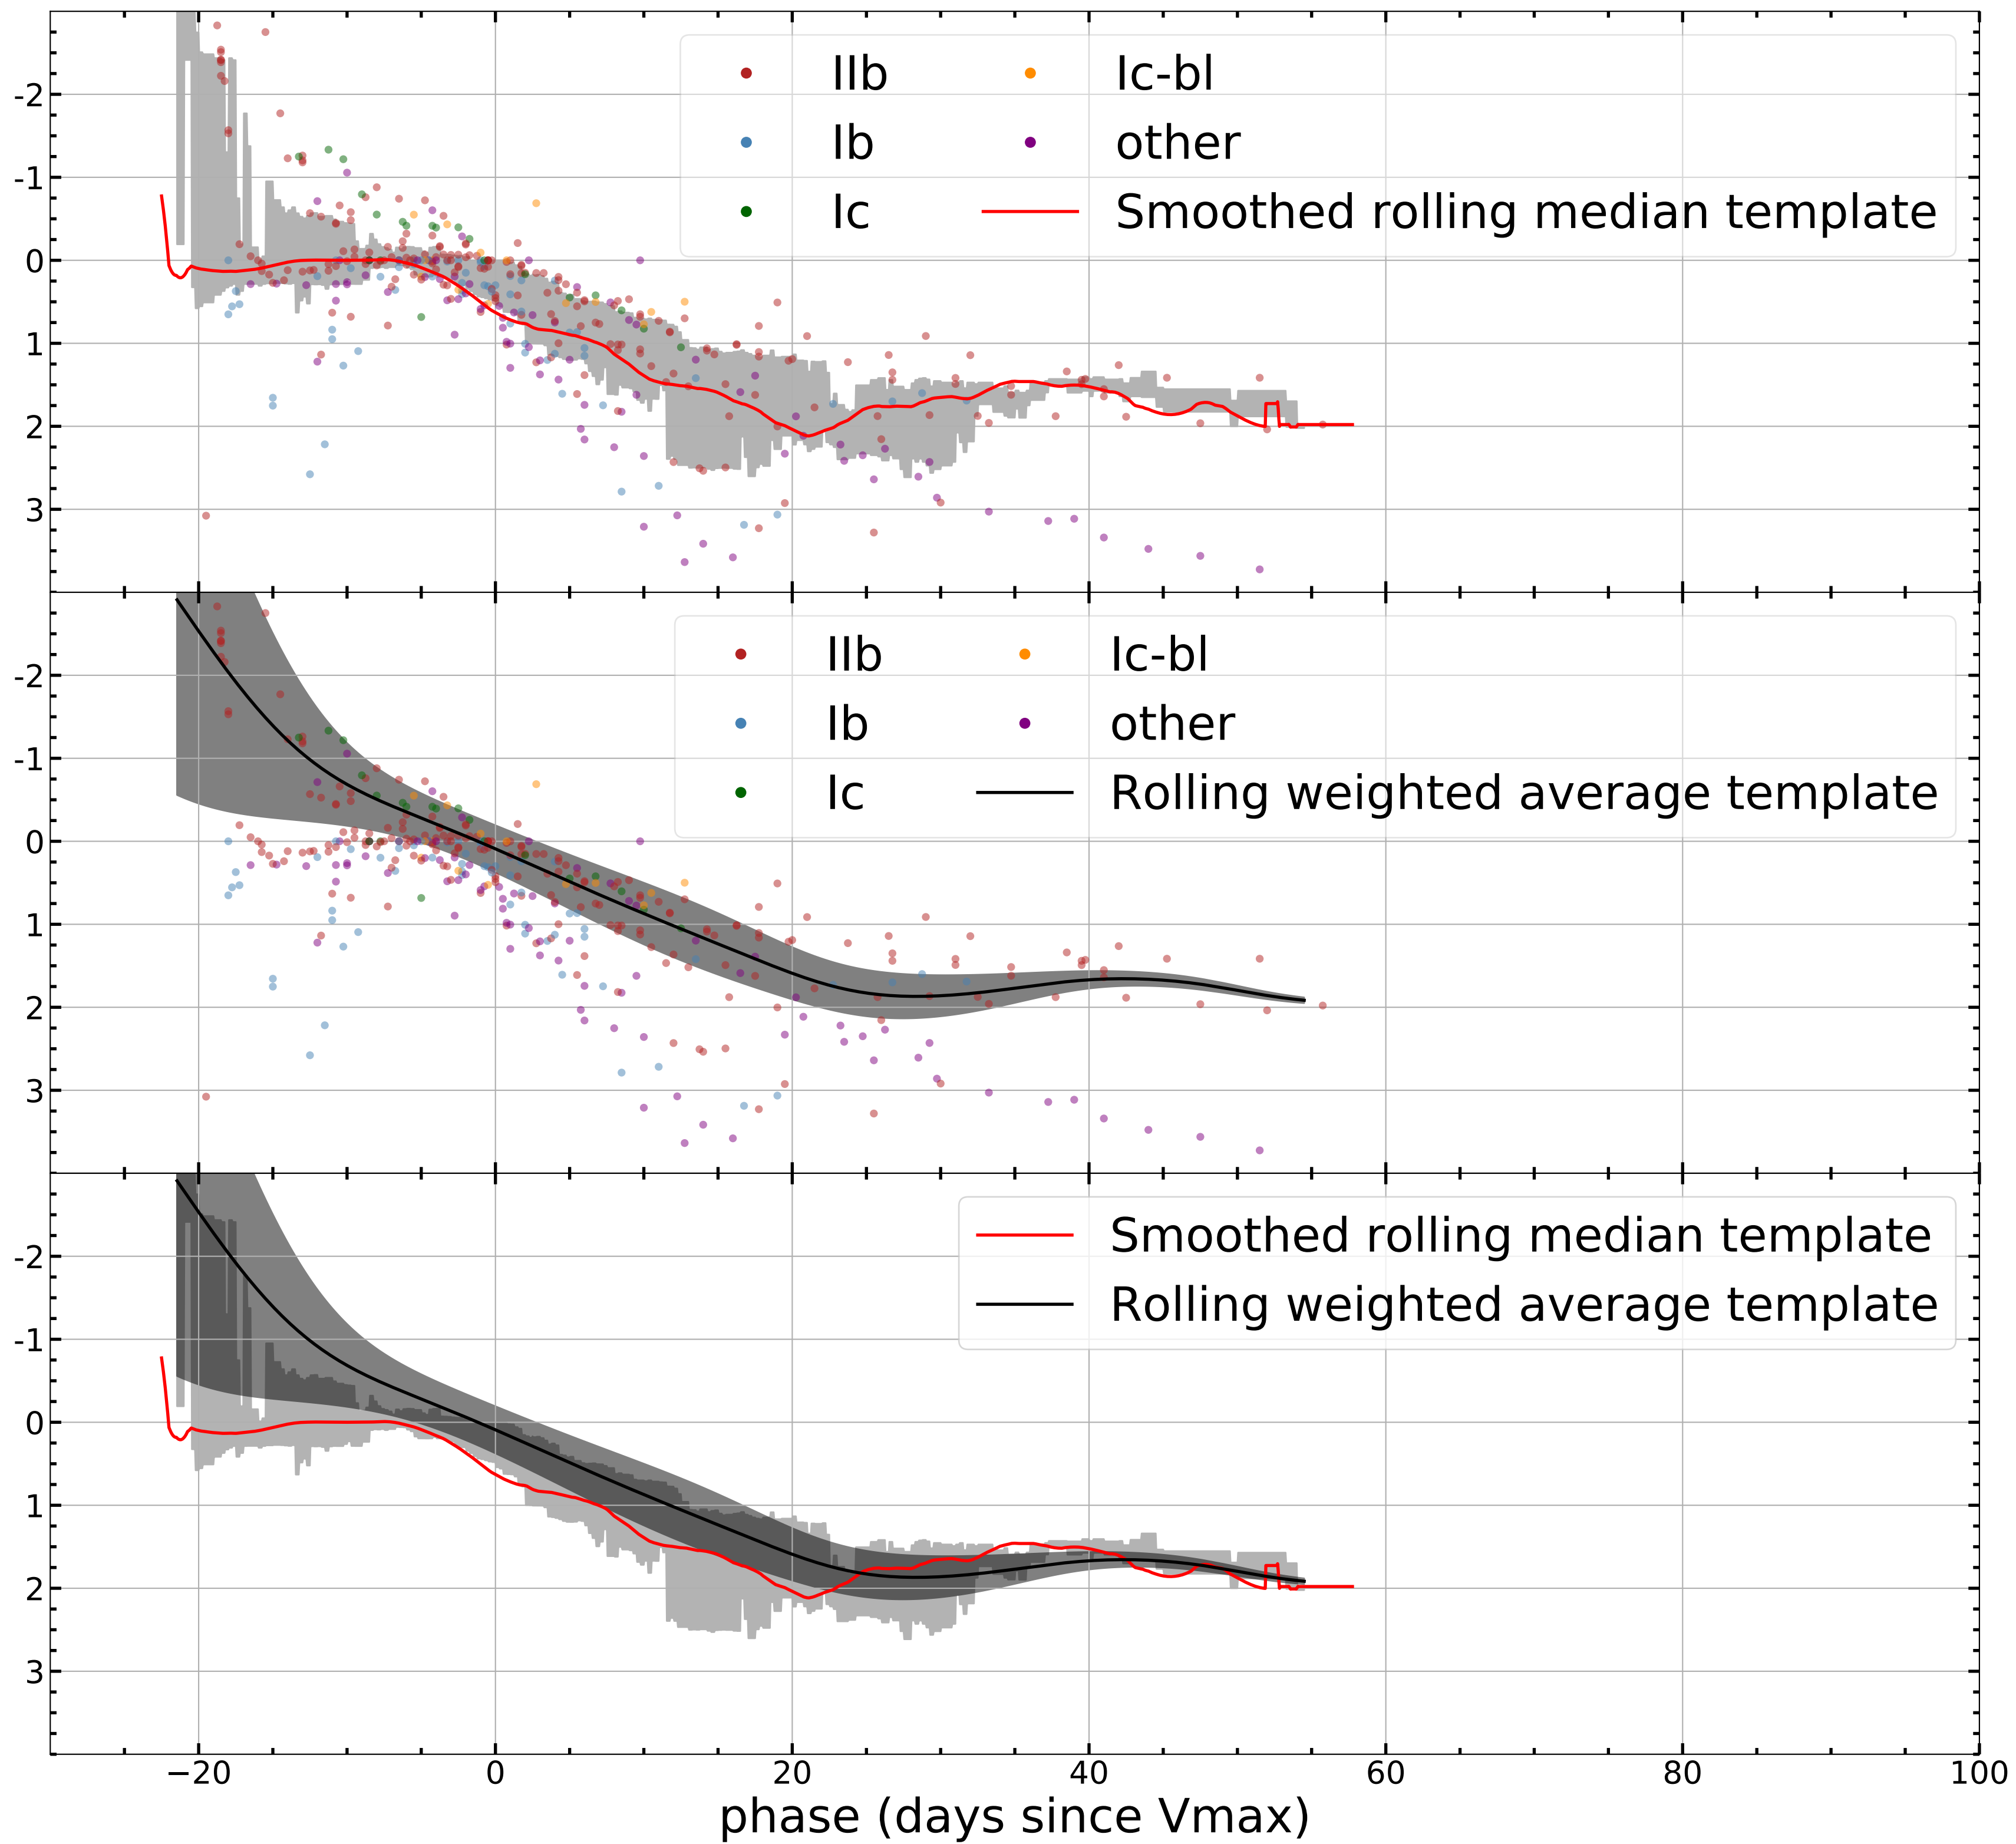 IIb Ic-bl
-2
Ib other
-1
Ic Smoothed rolling median template
0
1
2
3
IIb Ic-bl
-2
Ib other
-1
Ic Rolling weighted average template
0
1
2
3
Smoothed rolling median template
-2
Rolling weighted average template
-1
0
1
2
3
−20 0 20 40 60 80 100
phase (days since Vmax)